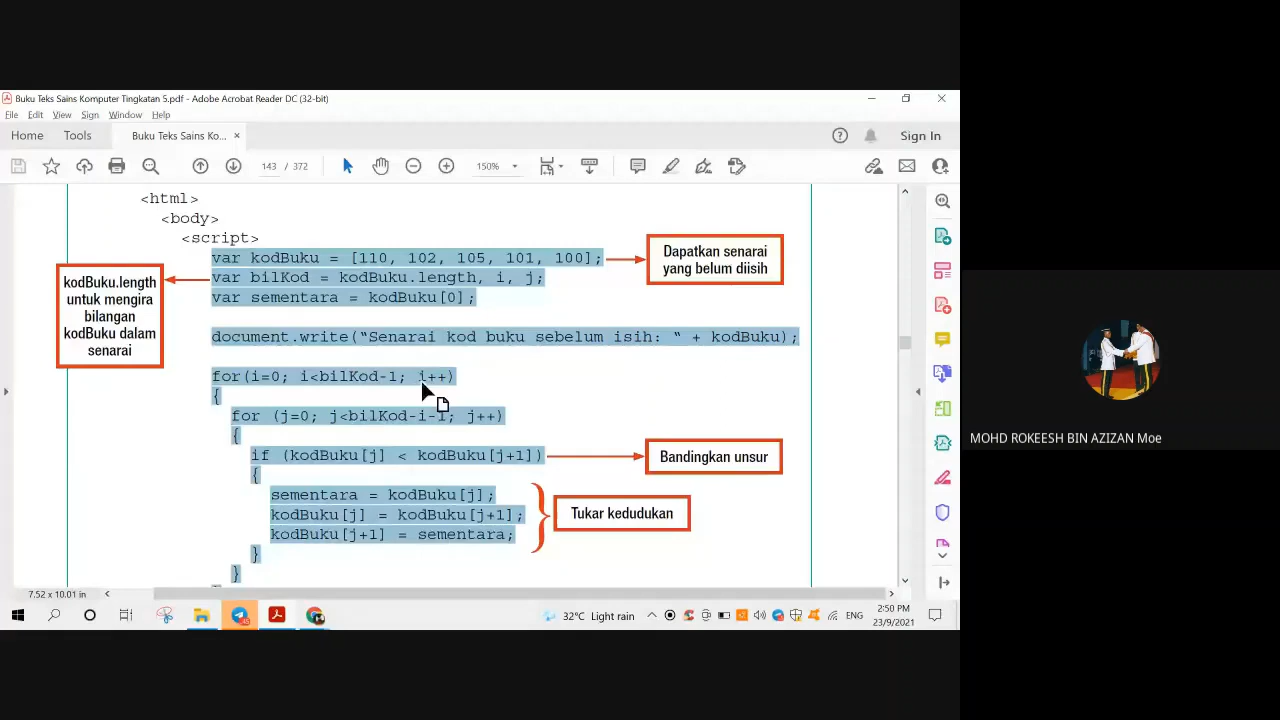 Buku Teks Sains Komputer Tingkatan 5.pdf - Adobe Acrobat Reader DC (32-bit)
File Edit View Sign Window Help
Home Tools Buku Teks Sains Ko... × Sign In
143 / 372 150%
<html>
<body>
<script>
var kodBuku = [110, 102, 105, 101, 100];
var bilKod = kodBuku.length, i, j;
var sementara = kodBuku[0];
document.write(“Senarai kod buku sebelum isih: “ + kodBuku);
for(i=0; i<bilKod-1; i++)
{
for (j=0; j<bilKod-i-1; j++)
{
if (kodBuku[j] < kodBuku[j+1])
{
sementara = kodBuku[j];
kodBuku[j] = kodBuku[j+1];
kodBuku[j+1] = sementara;
}
}
Dapatkan senarai
yang belum diisih
kodBuku.length
untuk mengira
bilangan
kodBuku dalam
senarai
Bandingkan unsur
Tukar kedudukan
MOHD ROKEESH BIN AZIZAN Moe
7.52 x 10.01 in
32°C Light rain
ENG
2:50 PM
23/9/2021